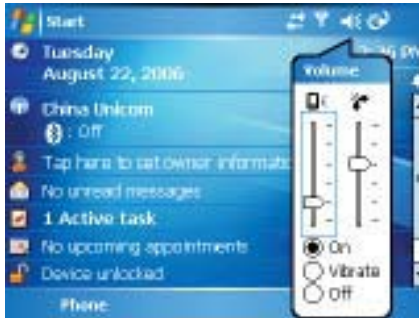 Start
Tuesday
August 22, 2006
Volume
China Unicom
: Off
Tap here to set owner informatic
No unread messages
1 Active task
No upcoming appointments
Device unlocked
On
Vibrate
Off
Phone